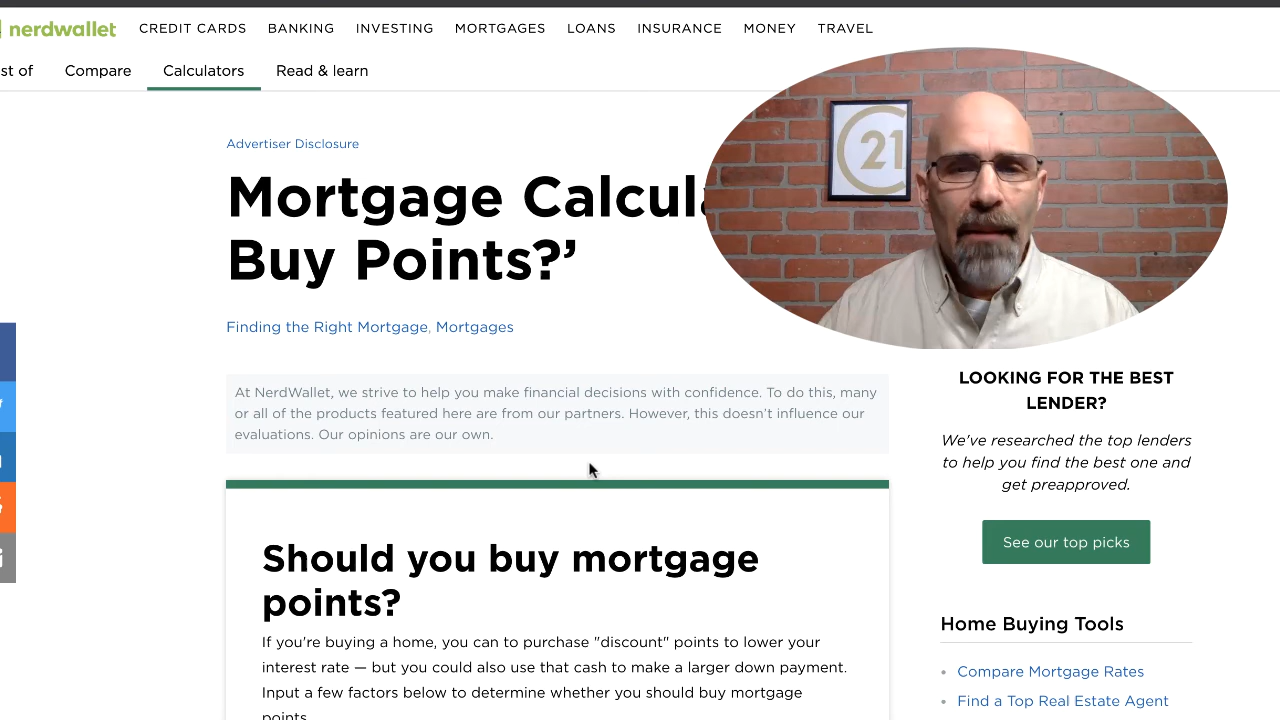 nerdwallet
CREDIT CARDS BANKING INVESTING MORTGAGES LOANS INSURANCE MONEY TRAVEL
st of Compare Calculators Read & learn
Advertiser Disclosure
C21
Mortgage Calcul
Buy Points?’
Finding the Right Mortgage, Mortgages
At NerdWallet, we strive to help you make financial decisions with confidence. To do this, many
or all of the products featured here are from our partners. However, this doesn’t influence our
evaluations. Our opinions are our own.
Should you buy mortgage
points?
If you're buying a home, you can to purchase "discount" points to lower your
interest rate — but you could also use that cash to make a larger down payment.
Input a few factors below to determine whether you should buy mortgage
points.
LOOKING FOR THE BEST
LENDER?
We've researched the top lenders
to help you find the best one and
get preapproved.
See our top picks
Home Buying Tools
Compare Mortgage Rates
Find a Top Real Estate Agent